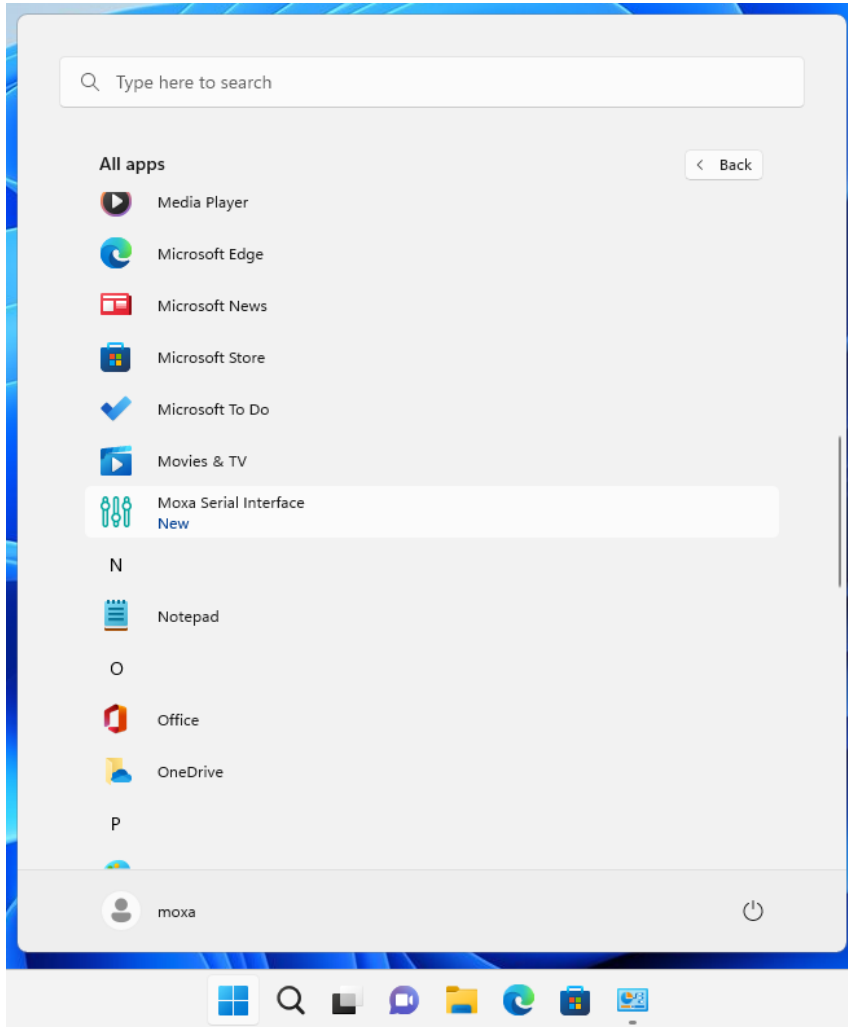 Type here to search
All apps
Back
Media Player
Microsoft Edge
Microsoft News
Microsoft Store
Microsoft To Do
Movies & TV
Moxa Serial Interface
New
N
Notepad
O
Office
OneDrive
P
moxa